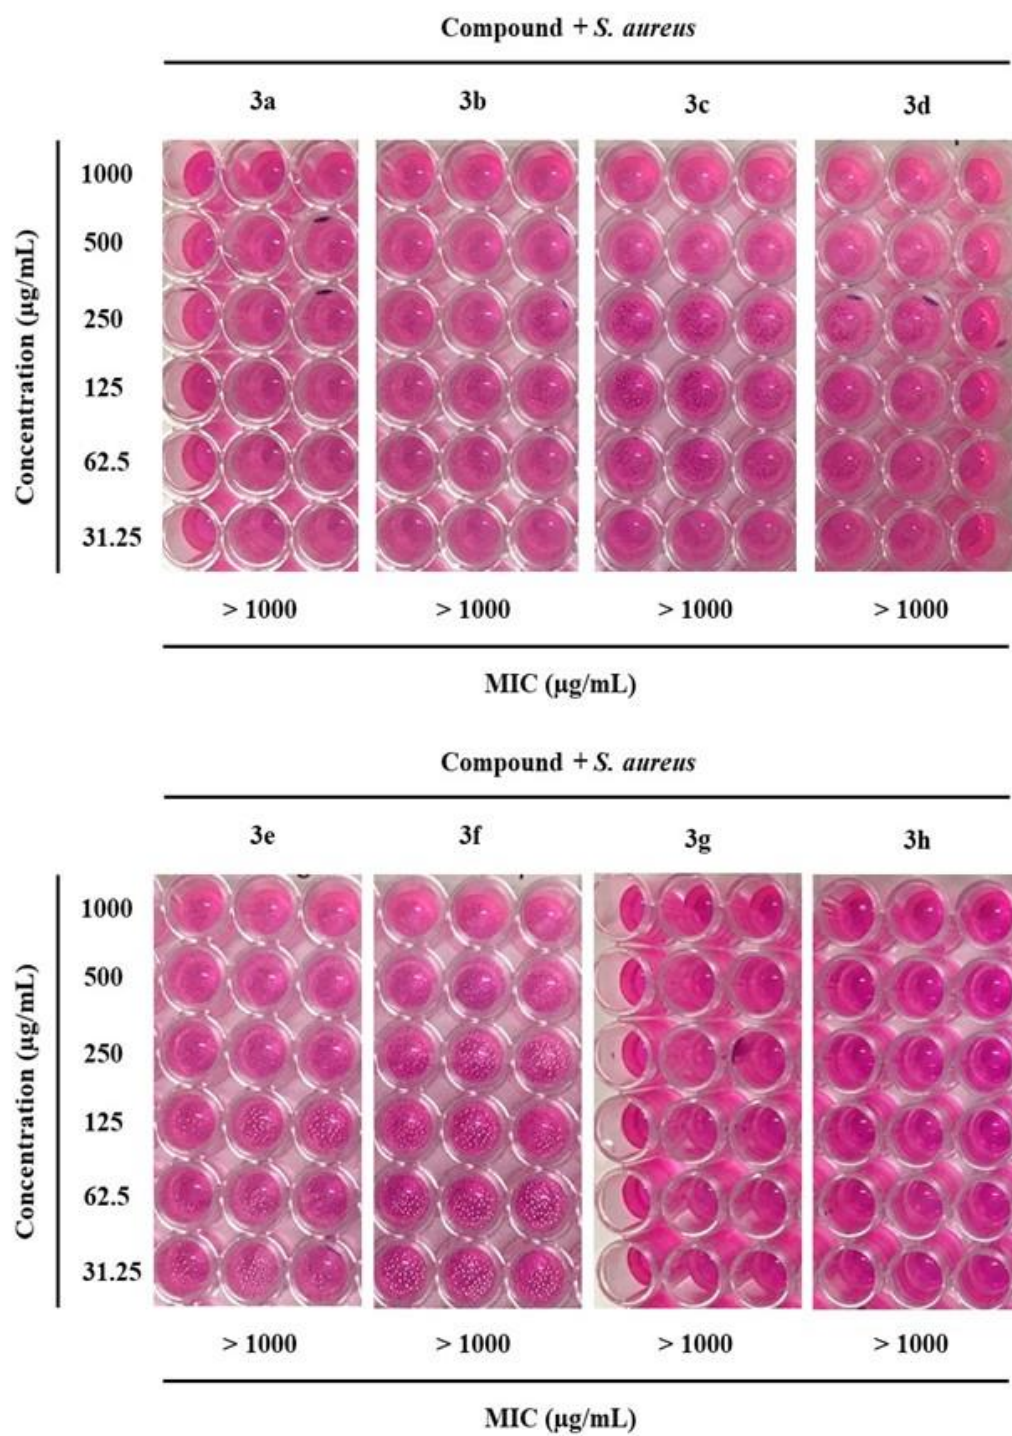 Compound + S. aureus
3a 3b 3c 3d
Concentration (µg/mL)
1000
500
250
125
62.5
31.25
> 1000 > 1000 > 1000 > 1000
MIC (µg/mL)
Compound + S. aureus
3e 3f 3g 3h
Concentration (µg/mL)
1000
500
250
125
62.5
31.25
> 1000 > 1000 > 1000 > 1000
MIC (µg/mL)